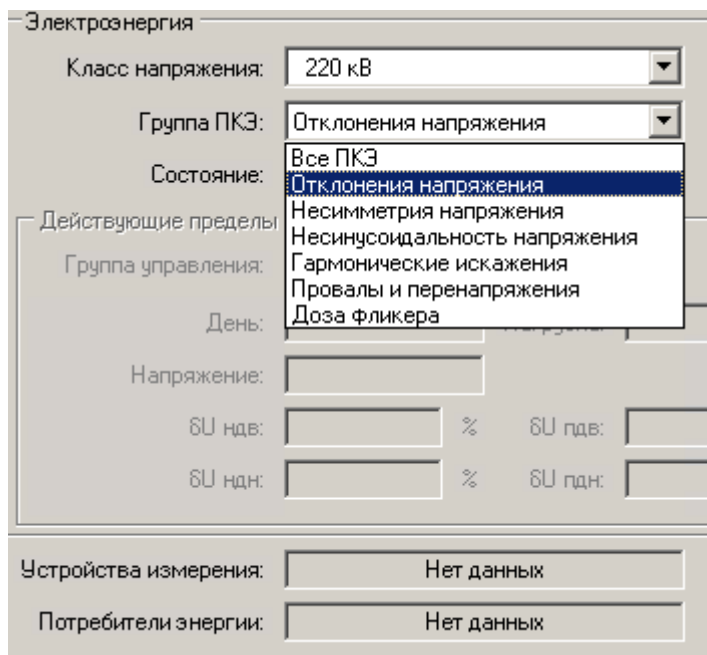 Электроэнергия
Класс напряжения: 220 кВ
Группа ПКЭ: Отклонения напряжения
Все ПКЭ
Состояние:
Отклонения напряжения
Несимметрия напряжения
Действующие пределы
Несинусоидальность напряжения
Группа управления:
Гармонические искажения
Провалы и перенапряжения
Доза фликера
День:
Напряжение:
δU ндв: % δU пдв:
δU ндн: % δU пдн:
Устройства измерения: Нет данных
Потребители энергии: Нет данных